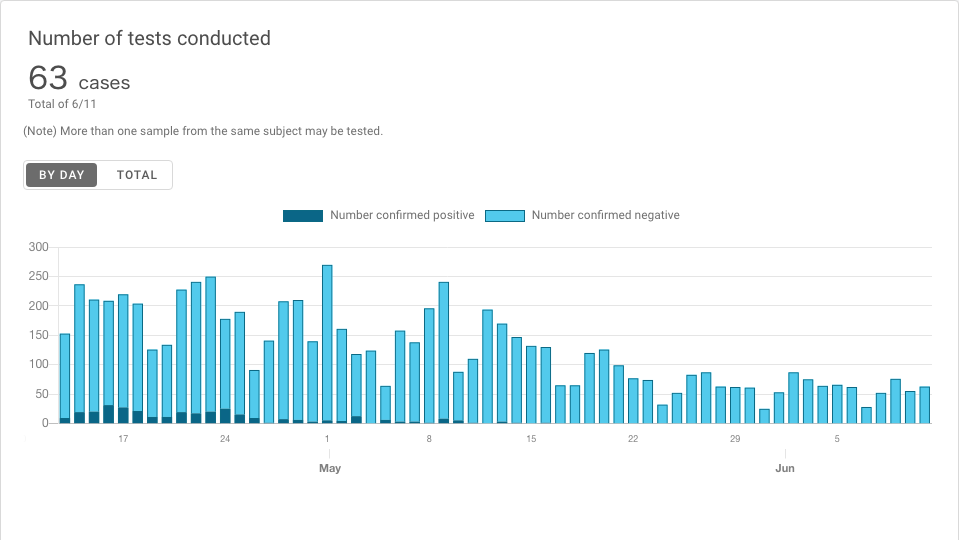 Number of tests conducted
63 cases
Total of 6/11
(Note) More than one sample from the same subject may be tested.
BY DAY TOTAL
Number confirmed positive Number confirmed negative
300
250
200
150
100
50
0
17 24 1 8 15 22 29 5
May Jun